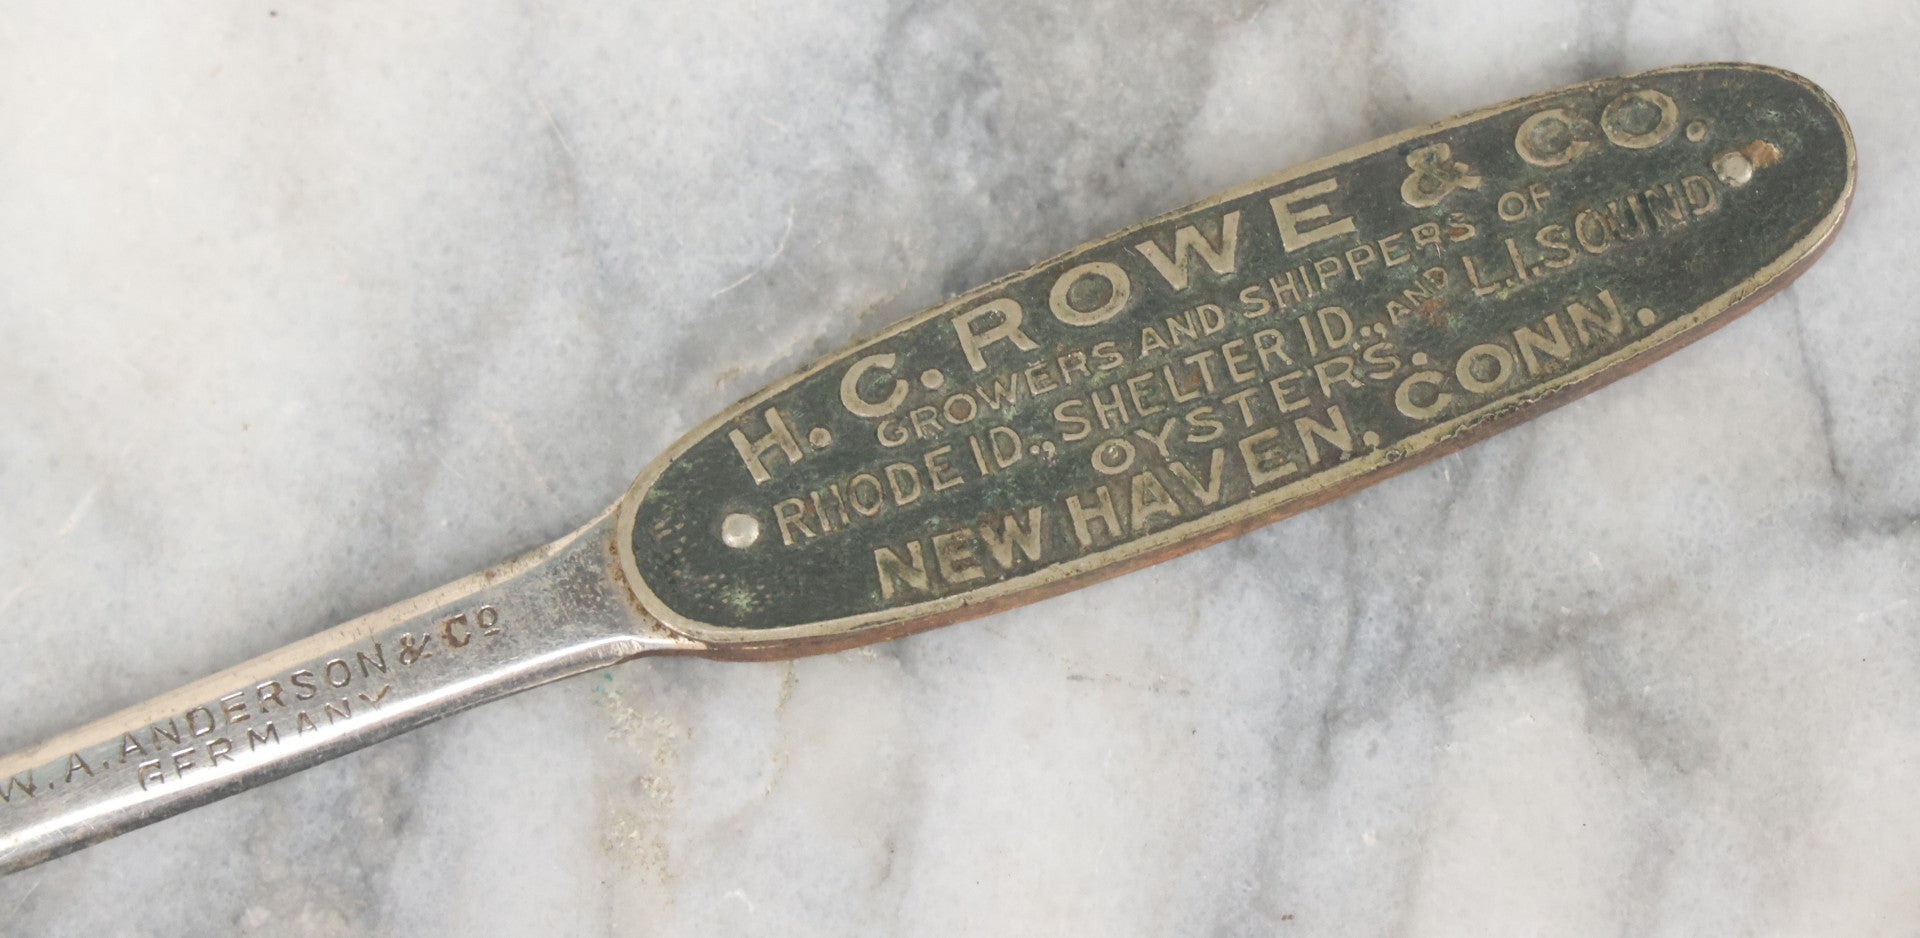 H. C. ROWE & CO.
GROWERS AND SHIPPERS OF
RHODE ID., SHELTER ID., AND L.I. SOUND
OYSTERS.
NEW HAVEN, CONN.
W. A. ANDERSON & Co
GERMANY